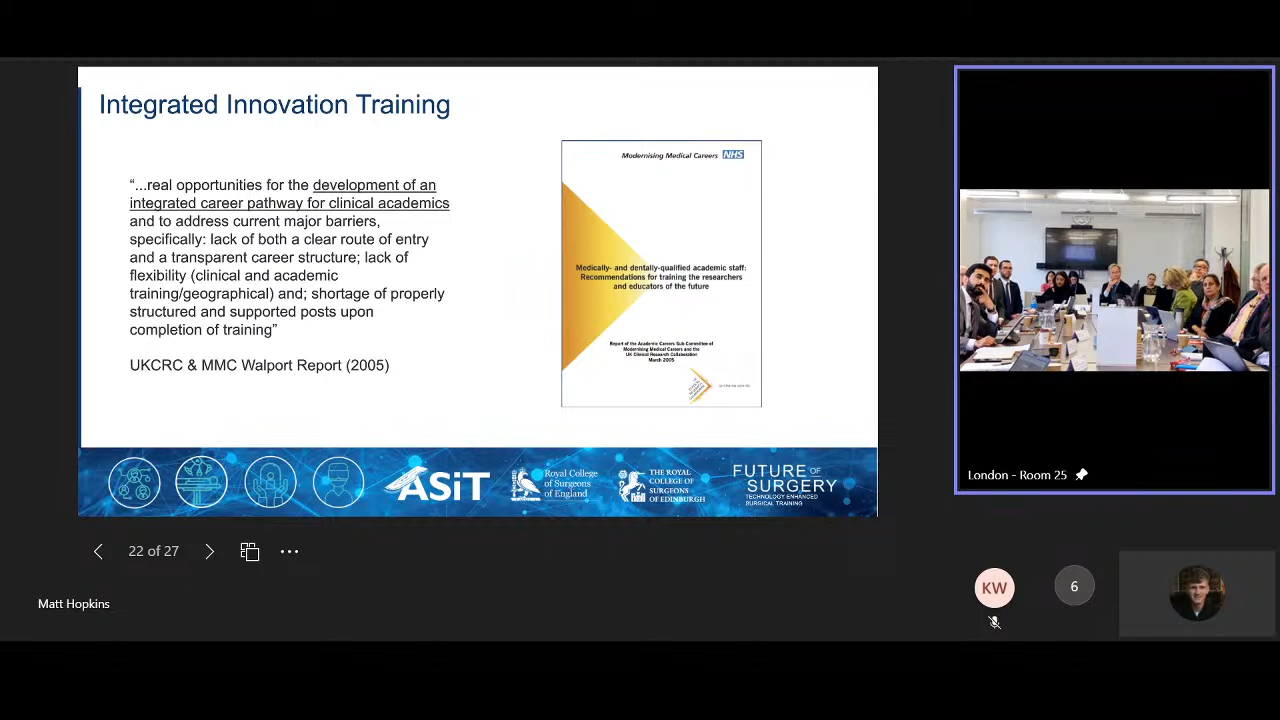 Integrated Innovation Training
“...real opportunities for the development of an
integrated career pathway for clinical academics
and to address current major barriers,
specifically: lack of both a clear route of entry
and a transparent career structure; lack of
flexibility (clinical and academic
training/geographical) and; shortage of properly
structured and supported posts upon
completion of training”
UKCRC & MMC Walport Report (2005)
Modernising Medical Careers NHS
Medically- and dentally-qualified academic staff:
Recommendations for training the researchers
and educators of the future
Report of the Academic Careers Sub Committee of
Modernising Medical Careers and the
UK Clinical Research Collaboration
March 2005
ASiT
Royal College
of Surgeons
of England
THE ROYAL
COLLEGE OF
SURGEONS
OF EDINBURGH
FUTURE OF
SURGERY
TECHNOLOGY ENHANCED
SURGICAL TRAINING
London - Room 25
22 of 27
KW
6
Matt Hopkins